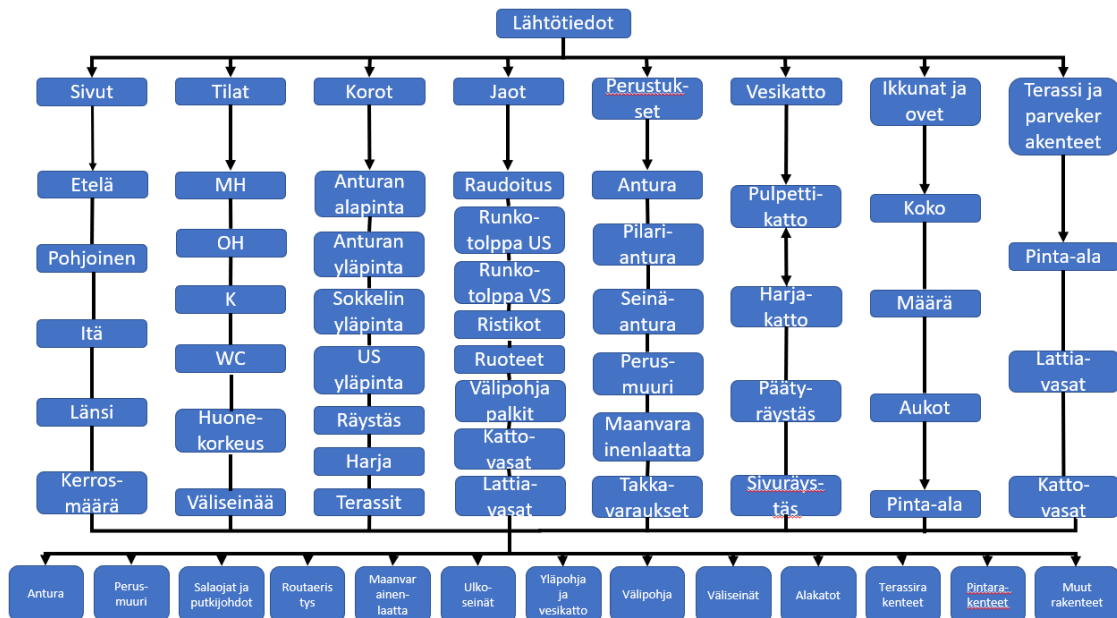 Lähtötiedot
Sivut
Etelä
Pohjoinen
Itä
Länsi
Kerros-
määrä
Tilat
MH
OH
K
WC
Huone-
korkeus
Väliseinää
Korot
Anturan
alapinta
Anturan
yläpinta
Sokkelin
yläpinta
US
yläpinta
Räystäs
Harja
Terassit
Jaot
Raudoitus
Runko-
tolppa US
Runko-
tolppa VS
Ristikot
Ruoteet
Välipohja
palkit
Katto-
vasat
Lattia-
vasat
Perustuk-
set
Antura
Pilari-
antura
Seinä-
antura
Perus-
muuri
Maanvara
inenlaatta
Takka-
varaukset
Vesikatto
Pulpetti-
katto
Harja-
katto
Pääty-
räystäs
Sivuräys-
täs
Ikkunat ja
ovet
Koko
Määrä
Aukot
Pinta-ala
Terassi ja
parveker
akenteet
Pinta-ala
Lattia-
vasat
Katto-
vasat
Antura
Perus-
muuri
Salaojat ja
putkijohdot
Routaeris
tys
Maanvar
ainen-
laatta
Ulko-
seinät
Yläpohja
ja
vesikatto
Välipohja
Väliseinät
Alakatot
Terassira
kenteet
Pintara-
kenteet
Muut
rakenteet